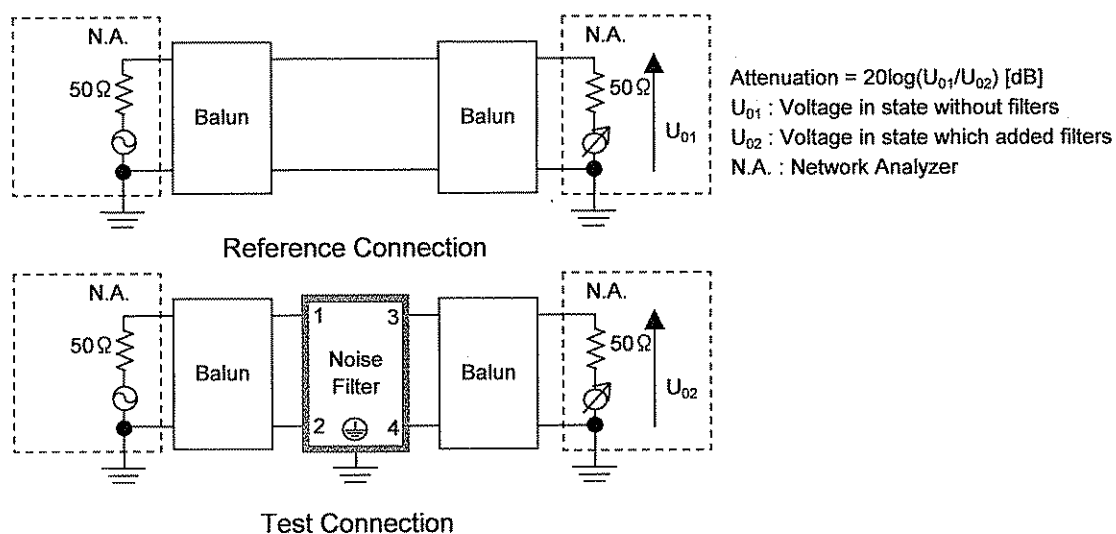 N.A.
50Ω
Balun
Balun
N.A.
50Ω
U01
Attenuation = 20log(U01/U02) [dB]
U01 : Voltage in state without filters
U02 : Voltage in state which added filters
N.A. : Network Analyzer
Reference Connection
N.A.
50Ω
Balun
1 3
Noise
Filter
2 4
Balun
N.A.
50Ω
U02
Test Connection